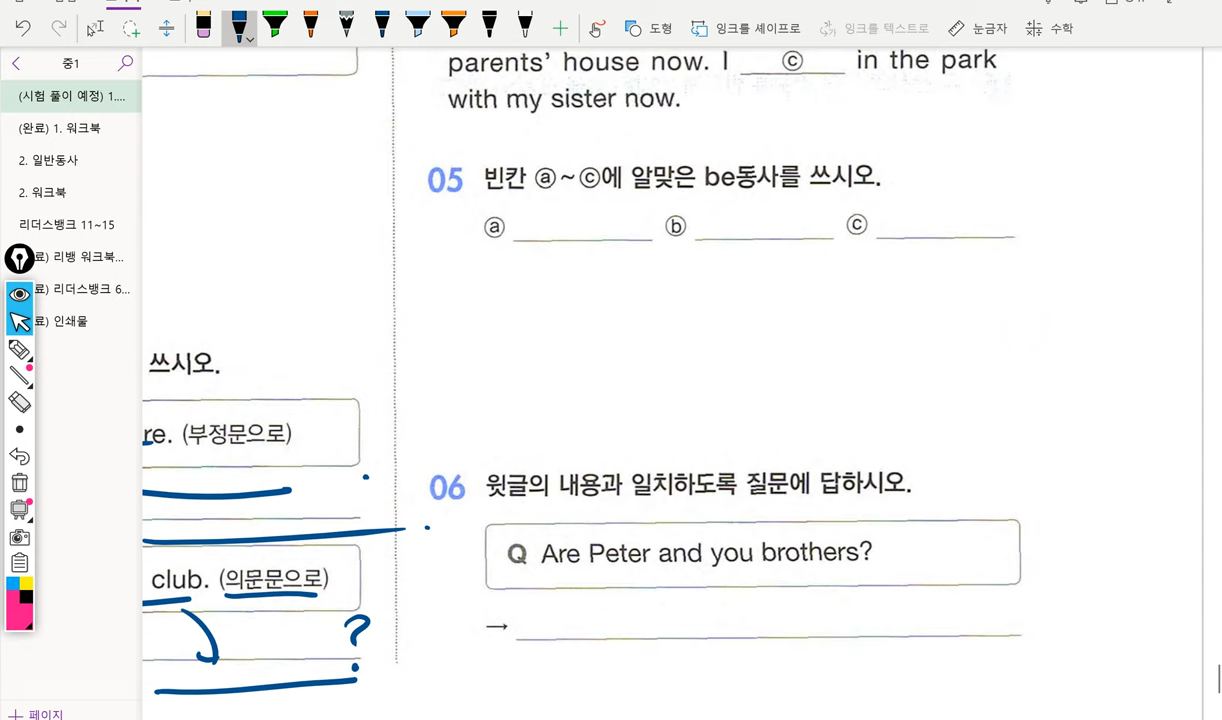 도형
잉크를 셰이프로
잉크를 텍스트로
눈금자
수학
중1
(시험 풀이 예정) 1....
(완료) 1. 워크북
2. 일반동사
2. 워크북
리더스뱅크 11~15
료) 리뱅 워크북...
료) 리더스뱅크 6...
료) 인쇄물
페이지
쓰시오.
re. (부정문으로)
club. (의문문으로)
?
parents' house now. I ⓒ in the park
with my sister now.
05 빈칸 ⓐ~ⓒ에 알맞은 be동사를 쓰시오.
ⓐ ⓑ ⓒ
06 윗글의 내용과 일치하도록 질문에 답하시오.
Q Are Peter and you brothers?
→